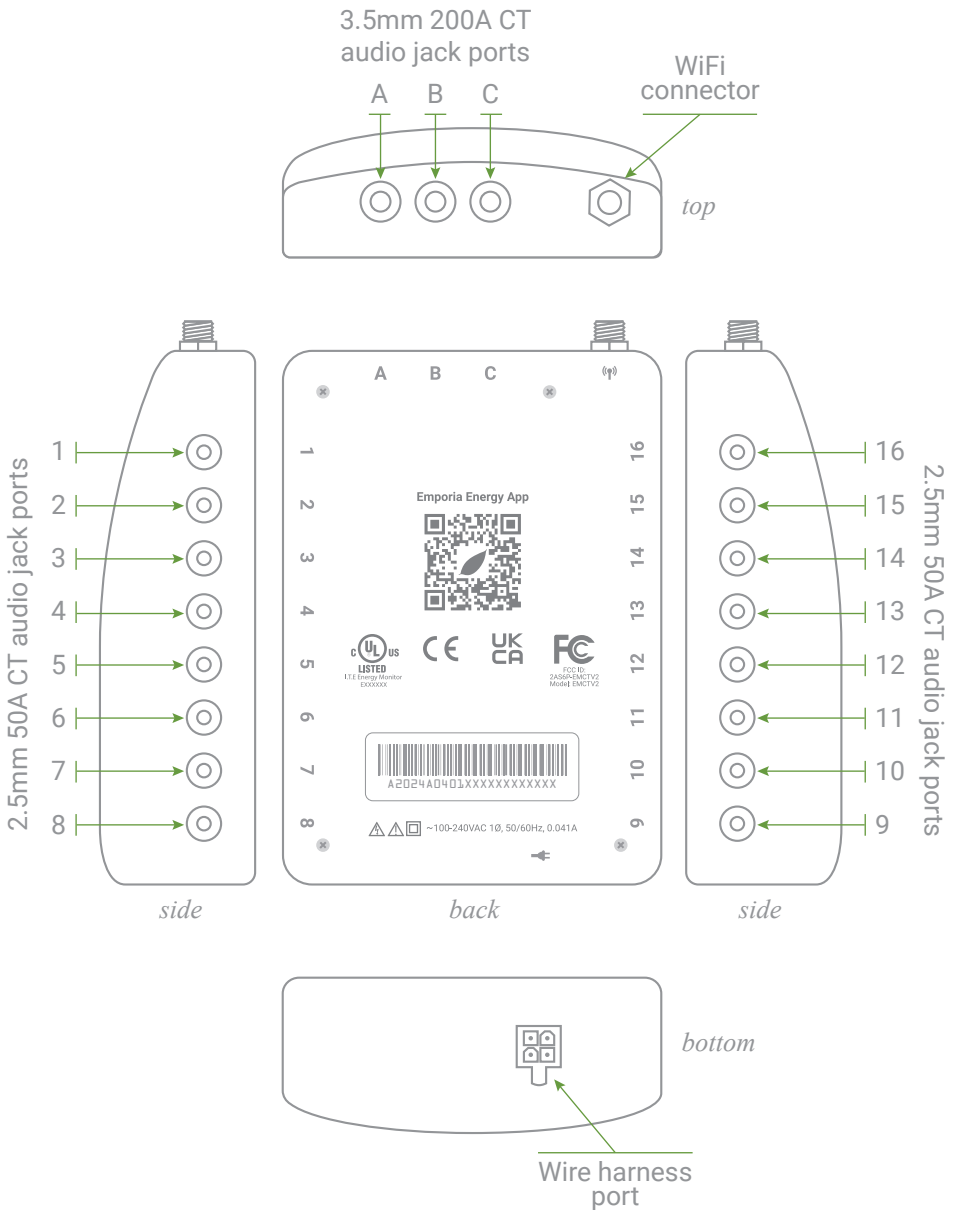 3.5mm 200A CT
audio jack ports
A B C
WiFi
connector
top
A B C
1
2
3
4
5
6
7
8
2.5mm 50A CT audio jack ports
side
1
2
3
4
5
6
7
8
16
15
14
13
12
11
10
9
Emporia Energy App
C UL US
LISTED
I.T.E Energy Monitor
EXXXXXX
CE
UK
CA
FC
FCC ID:
2AS6P-EMCTV2
Model: EMCTV2
A2024A0401XXXXXXXXXXXX
~100-240VAC 1Ø, 50/60Hz, 0.041A
back
16
15
14
13
12
11
10
9
2.5mm 50A CT audio jack ports
side
bottom
Wire harness
port